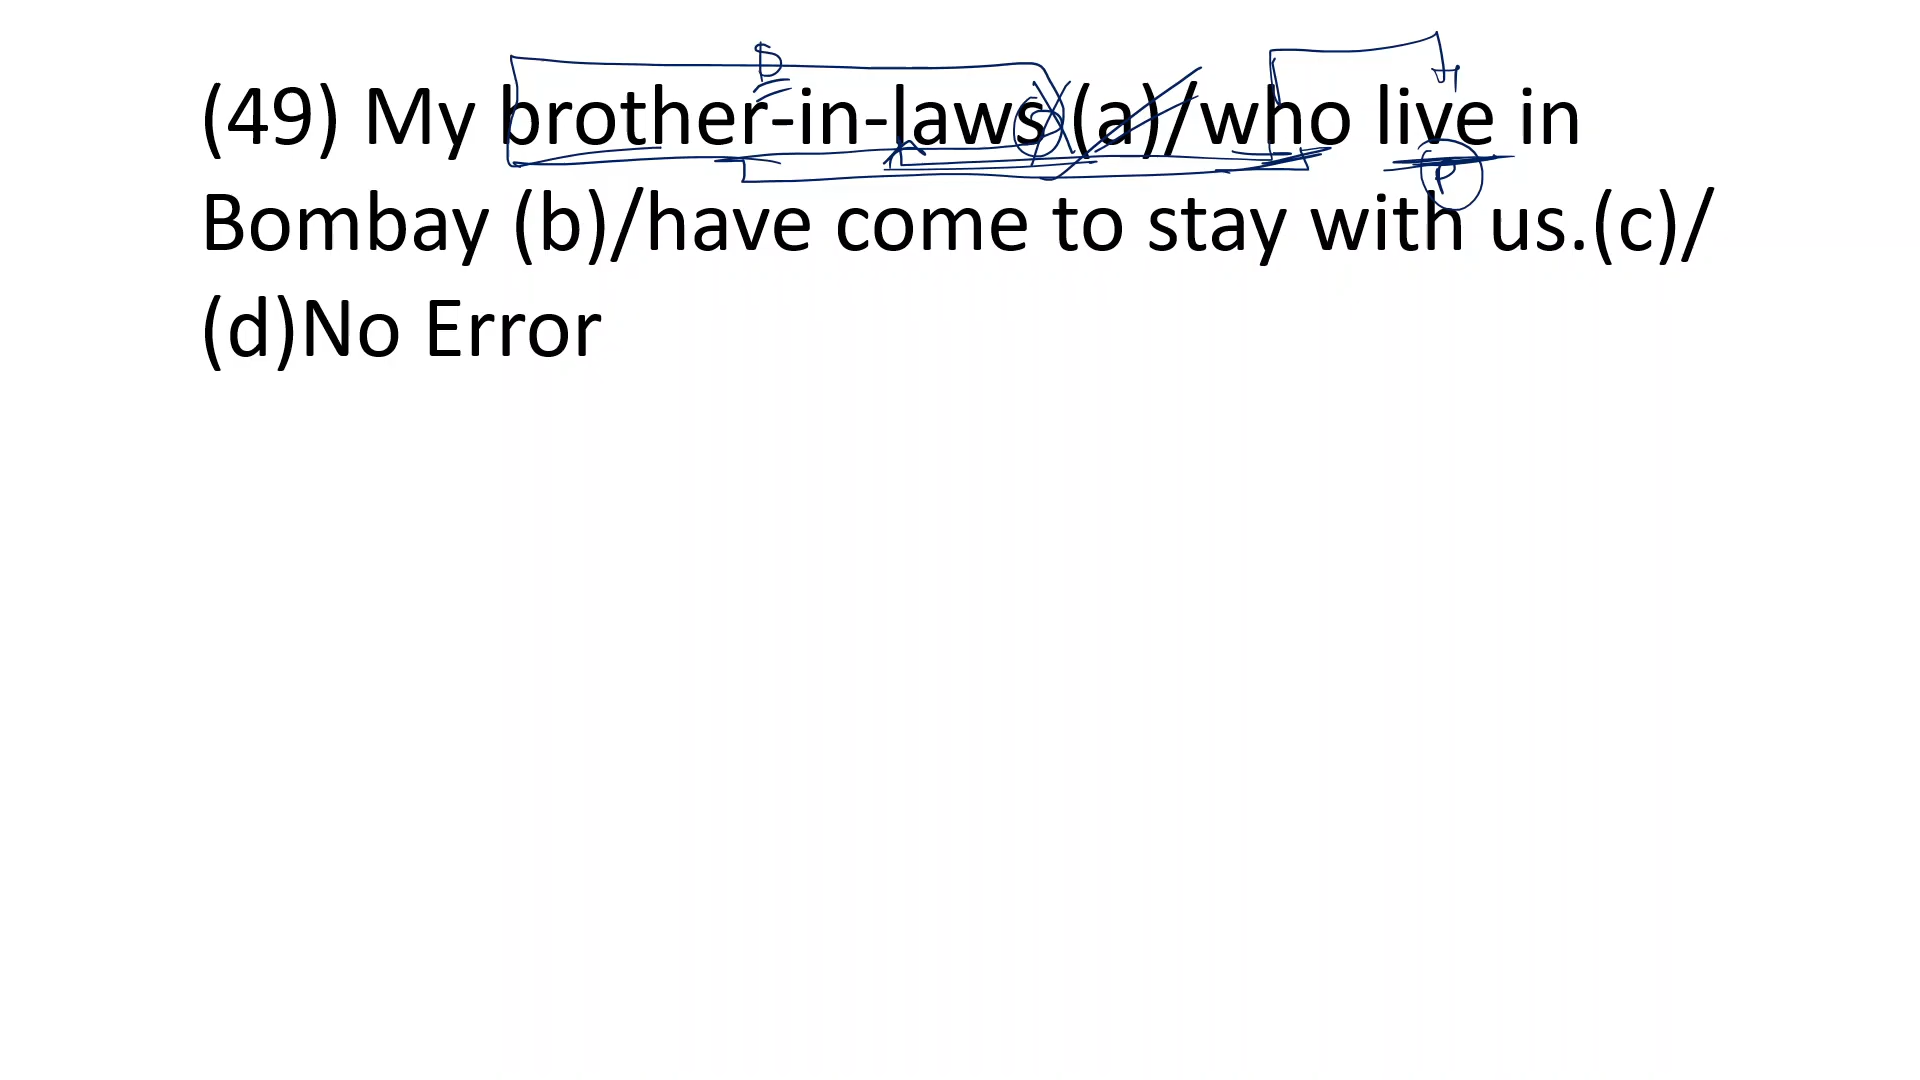 (49) My brother-in-laws (a)/who live in
Bombay (b)/have come to stay with us.(c)/
(d)No Error